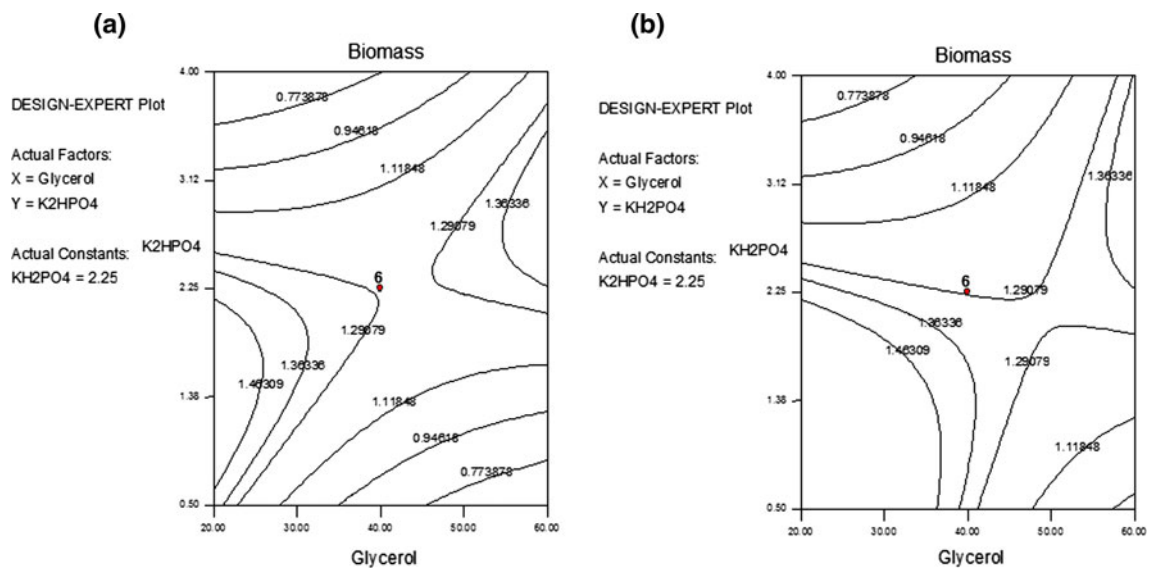 (a)
Biomass
DESIGN-EXPERT Plot
Actual Factors:
X = Glycerol
Y = K2HPO4
Actual Constants:
KH2PO4 = 2.25
K2HPO4
4.00
3.12
2.25
1.38
0.50
0.773878
0.94618
1.11848
1.29079
1.36336
6
1.29079
1.36336
1.46309
1.11848
0.94618
0.773878
20.00 30.00 40.00 50.00 60.00
Glycerol
(b)
Biomass
DESIGN-EXPERT Plot
Actual Factors:
X = Glycerol
Y = KH2PO4
Actual Constants:
K2HPO4 = 2.25
KH2PO4
4.00
3.12
2.25
1.38
0.50
0.773878
0.94618
1.11848
1.36336
6
1.29079
1.36336
1.46309
1.29079
1.11848
20.00 30.00 40.00 50.00 60.00
Glycerol